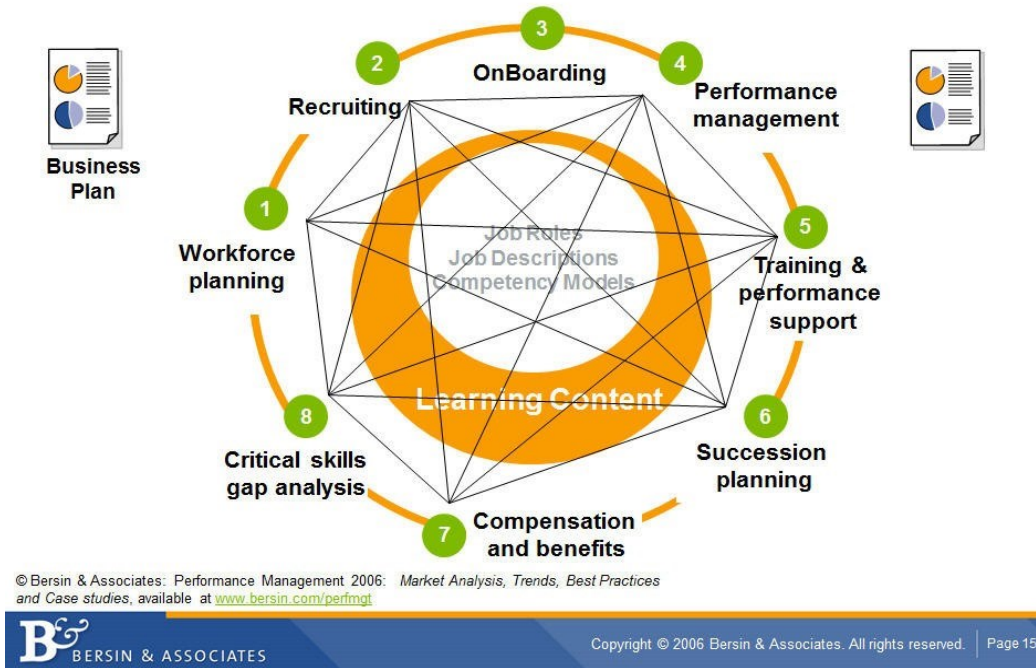 Business
Plan
1
Workforce
planning
2
Recruiting
3
OnBoarding
4
Performance
management
5
Training &
performance
support
6
Succession
planning
7
Compensation
and benefits
8
Critical skills
gap analysis
Job Roles
Job Descriptions
Competency Models
Learning Content
© Bersin & Associates: Performance Management 2006: Market Analysis, Trends, Best Practices
and Case studies, available at www.bersin.com/perfmgt
B& BERSIN & ASSOCIATES
Copyright © 2006 Bersin & Associates. All rights reserved. Page 15